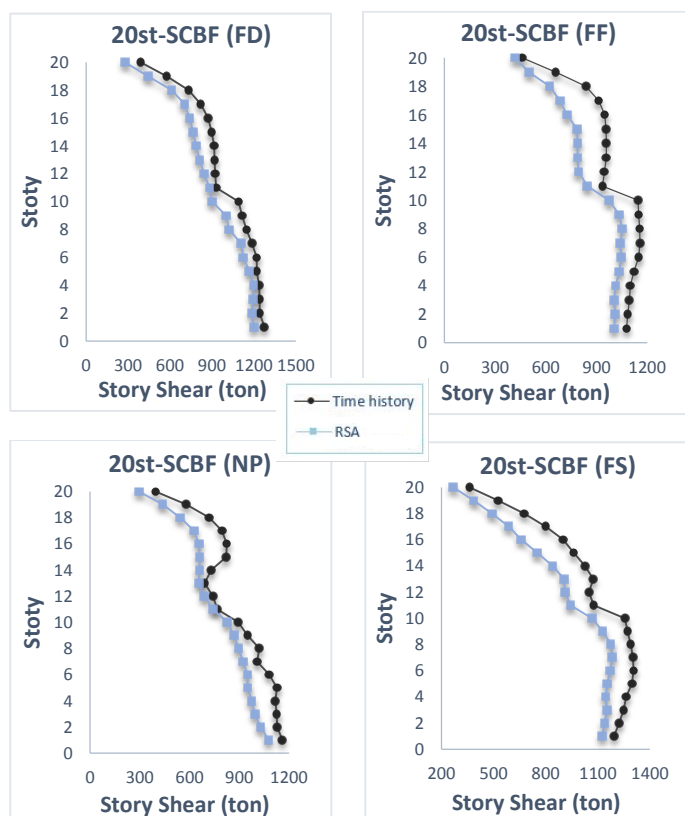 20st-SCBF (FD)
20
18
16
14
12
10
8
6
4
2
0
Stoty
0 300 600 900 1200 1500
Story Shear (ton)
20st-SCBF (FF)
20
18
16
14
12
10
8
6
4
2
0
Stoty
0 300 600 900 1200
Story Shear (ton)
Time history
RSA
20st-SCBF (NP)
20
18
16
14
12
10
8
6
4
2
0
Stoty
0 300 600 900 1200
Story Shear (ton)
20st-SCBF (FS)
20
18
16
14
12
10
8
6
4
2
0
Stoty
200 500 800 1100 1400
Story Shear (ton)